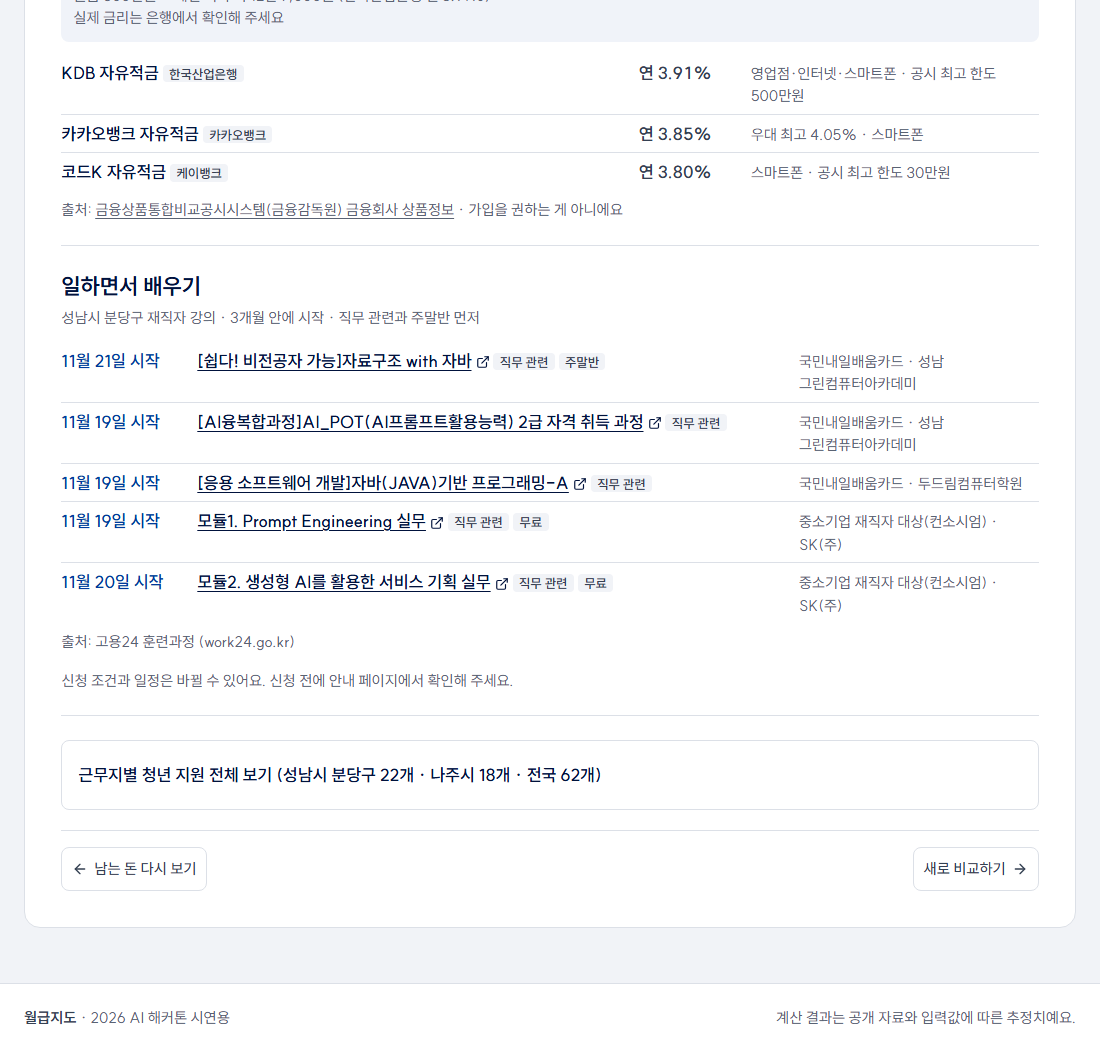 실제 금리는 은행에서 확인해 주세요
KDB 자유적금 한국산업은행 연 3.91% 영업점·인터넷·스마트폰 · 공시 최고 한도
500만원
카카오뱅크 자유적금 카카오뱅크 연 3.85% 우대 최고 4.05% · 스마트폰
코드K 자유적금 케이뱅크 연 3.80% 스마트폰 · 공시 최고 한도 30만원
출처: 금융상품통합비교공시시스템(금융감독원) 금융회사 상품정보 · 가입을 권하는 게 아니에요
일하면서 배우기
성남시 분당구 재직자 강의 · 3개월 안에 시작 · 직무 관련과 주말반 먼저
11월 21일 시작 [쉽다! 비전공자 가능]자료구조 with 자바 직무 관련 주말반 국민내일배움카드 · 성남
그린컴퓨터아카데미
11월 19일 시작 [AI융복합과정]AI_POT(AI프롬프트활용능력) 2급 자격 취득 과정 직무 관련 국민내일배움카드 · 성남
그린컴퓨터아카데미
11월 19일 시작 [응용 소프트웨어 개발]자바(JAVA)기반 프로그래밍-A 직무 관련 국민내일배움카드 · 두드림컴퓨터학원
11월 19일 시작 모듈1. Prompt Engineering 실무 직무 관련 무료 중소기업 재직자 대상(컨소시엄) ·
SK(주)
11월 20일 시작 모듈2. 생성형 AI를 활용한 서비스 기획 실무 직무 관련 무료 중소기업 재직자 대상(컨소시엄) ·
SK(주)
출처: 고용24 훈련과정 (work24.go.kr)
신청 조건과 일정은 바뀔 수 있어요. 신청 전에 안내 페이지에서 확인해 주세요.
근무지별 청년 지원 전체 보기 (성남시 분당구 22개 · 나주시 18개 · 전국 62개)
← 남는 돈 다시 보기 새로 비교하기 →
월급지도 · 2026 AI 해커톤 시연용 계산 결과는 공개 자료와 입력값에 따른 추정치예요.